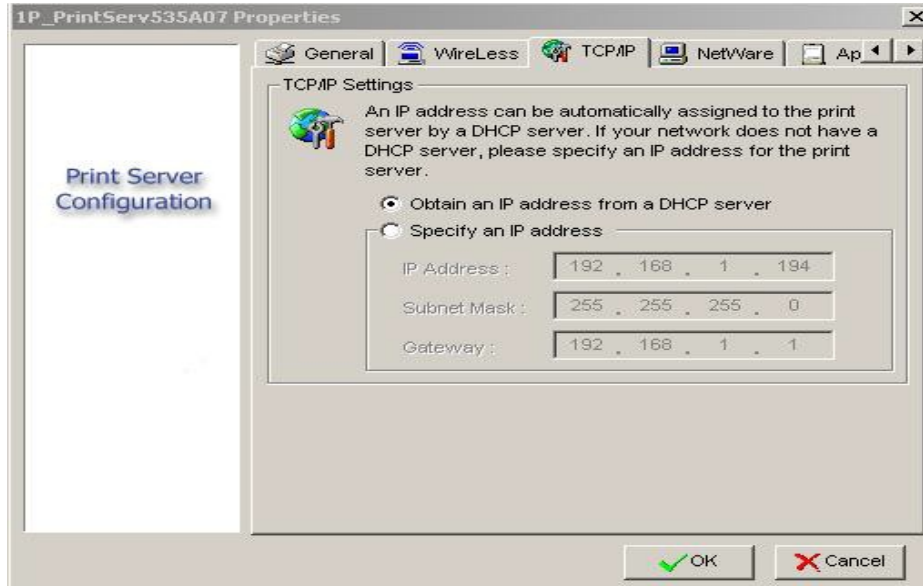 1P_PrintServ535A07 Properties
General WireLess TCP/IP NetWare Ap
Print Server
Configuration
TCP/IP Settings
An IP address can be automatically assigned to the print
server by a DHCP server. If your network does not have a
DHCP server, please specify an IP address for the print
server.
Obtain an IP address from a DHCP server
Specify an IP address
IP Address : 192 . 168 . 1 . 194
Subnet Mask : 255 . 255 . 255 . 0
Gateway : 192 . 168 . 1 . 1
OK Cancel